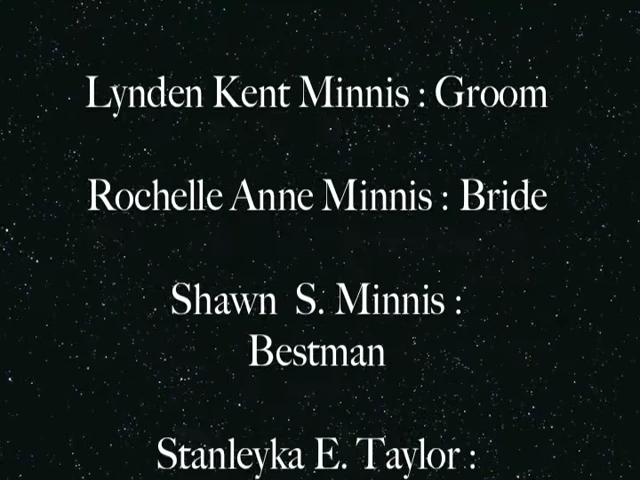 Lynden Kent Minnis : Groom
Rochelle Anne Minnis : Bride
Shawn  S. Minnis :
Bestman
Stanleyka E. Taylor :